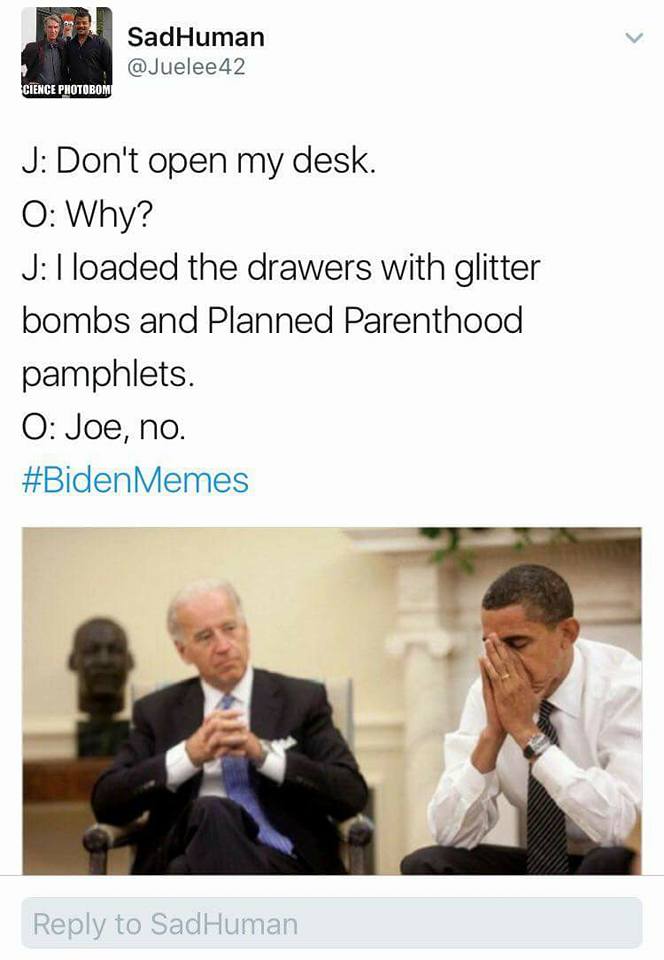 SadHuman
@Juelee42
CIENCE PHOTOBOM
J: Don't open my desk.
O: Why?
J: I loaded the drawers with glitter
bombs and Planned Parenthood
pamphlets.
O: Joe, no.
#BidenMemes
Reply to SadHuman